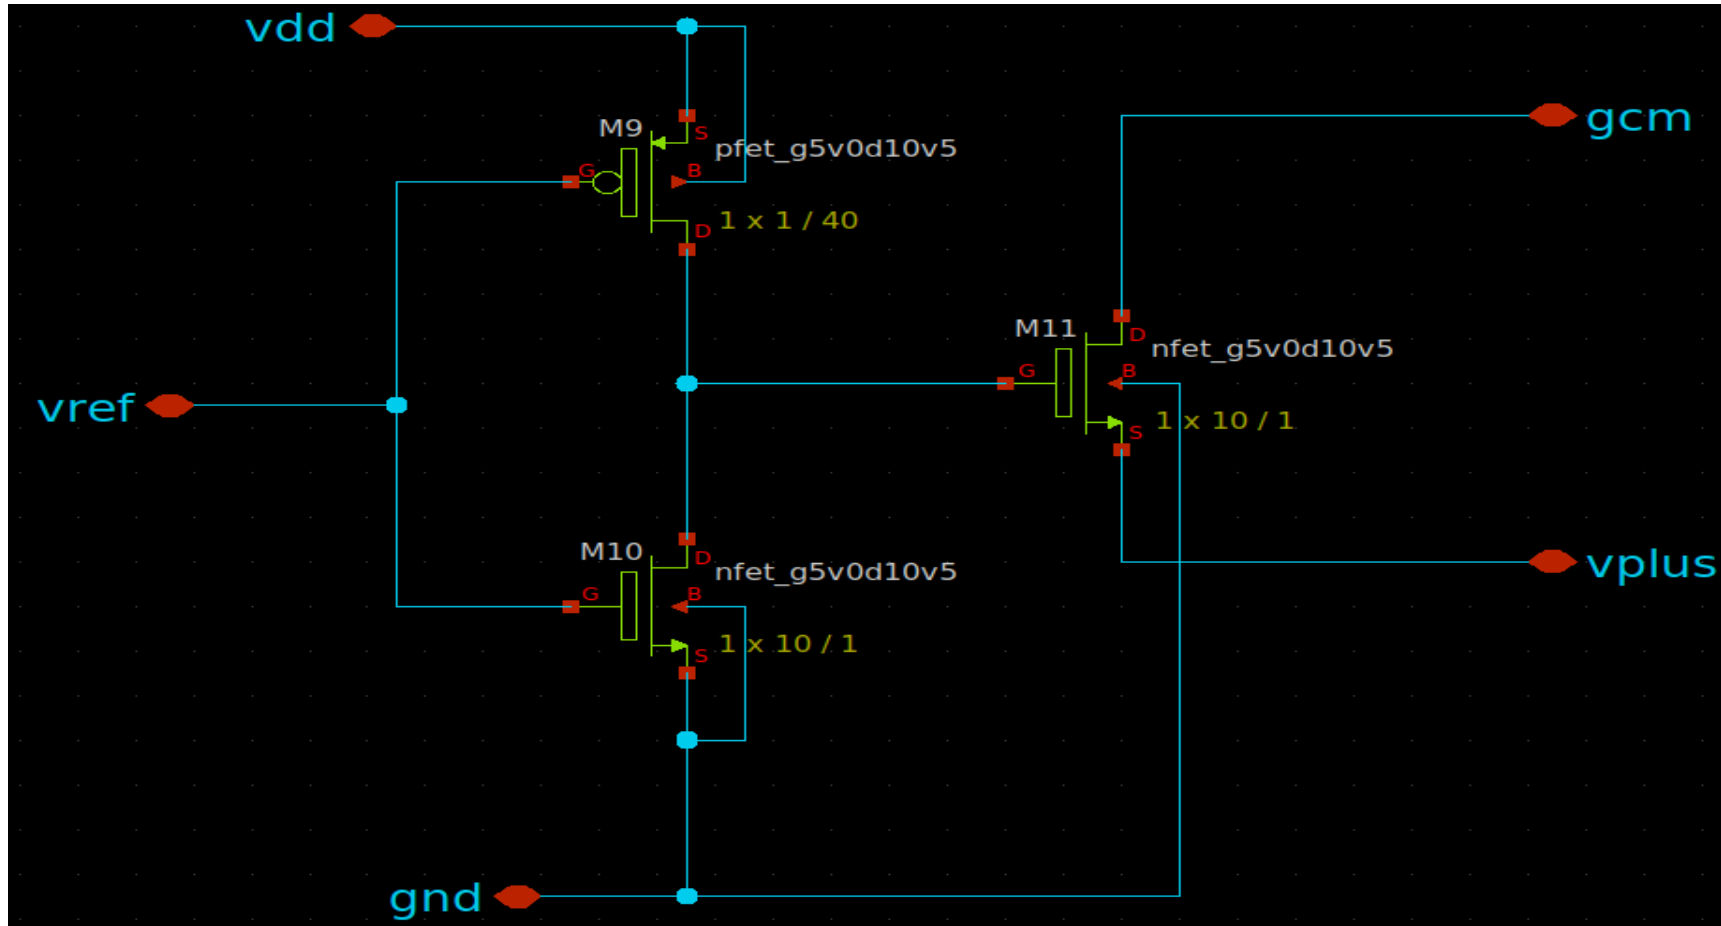 vdd
M9
S
pfet_g5v0d10v5
G
B
D
1 x 1 / 40
gcm
M11
D
nfet_g5v0d10v5
G
B
1 x 10 / 1
S
vref
M10
D
nfet_g5v0d10v5
G
B
1 x 10 / 1
S
vplus
gnd